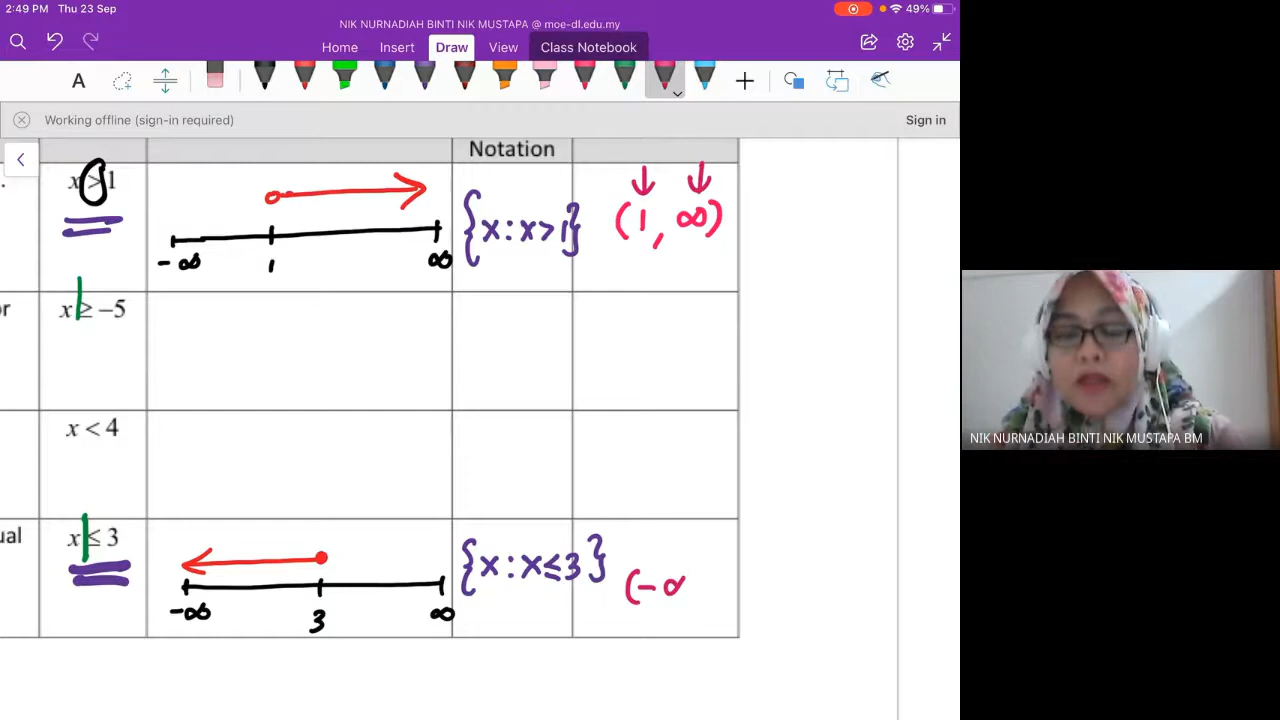 2:49 PM Thu 23 Sep
49%
NIK NURNADIAH BINTI NIK MUSTAPA @ moe-dl.edu.my
Home Insert Draw View Class Notebook
A
Working offline (sign-in required)
Sign in
Notation
. x > 1
-∞ 1 ∞
{x : x > 1}
(1, ∞)
or x ≥ −5
x < 4
ual x ≤ 3
-∞ 3 ∞
{x : x ≤ 3}
(-∝
NIK NURNADIAH BINTI NIK MUSTAPA BM